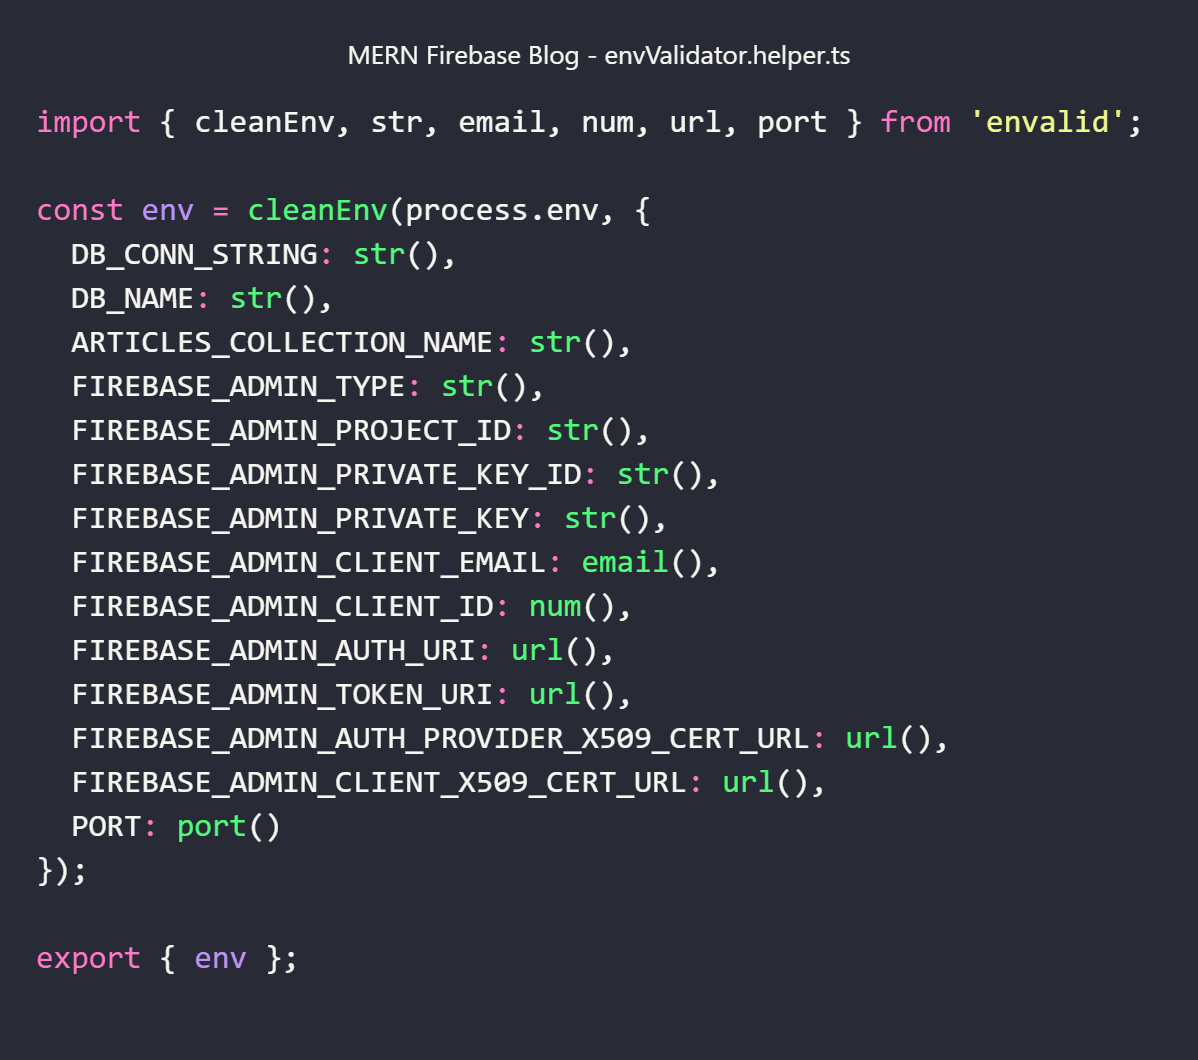 MERN Firebase Blog - envValidator.helper.ts
import { cleanEnv, str, email, num, url, port } from 'envalid';
const env = cleanEnv(process.env, {
  DB_CONN_STRING: str(),
  DB_NAME: str(),
  ARTICLES_COLLECTION_NAME: str(),
  FIREBASE_ADMIN_TYPE: str(),
  FIREBASE_ADMIN_PROJECT_ID: str(),
  FIREBASE_ADMIN_PRIVATE_KEY_ID: str(),
  FIREBASE_ADMIN_PRIVATE_KEY: str(),
  FIREBASE_ADMIN_CLIENT_EMAIL: email(),
  FIREBASE_ADMIN_CLIENT_ID: num(),
  FIREBASE_ADMIN_AUTH_URI: url(),
  FIREBASE_ADMIN_TOKEN_URI: url(),
  FIREBASE_ADMIN_AUTH_PROVIDER_X509_CERT_URL: url(),
  FIREBASE_ADMIN_CLIENT_X509_CERT_URL: url(),
  PORT: port()
});
export { env };